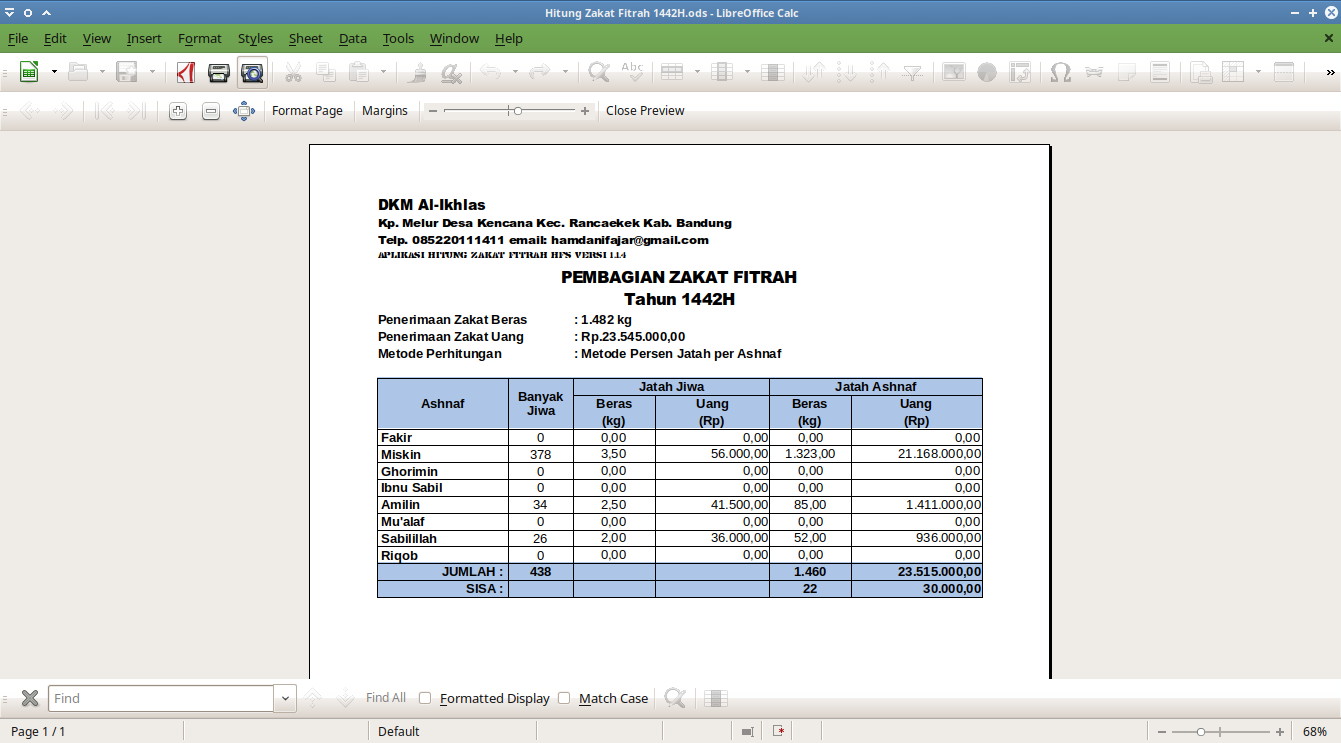 Hitung Zakat Fitrah 1442H.ods - LibreOffice Calc
File Edit View Insert Format Styles Sheet Data Tools Window Help
Abc
Format Page Margins Close Preview
DKM Al-Ikhlas
Kp. Melur Desa Kencana Kec. Rancaekek Kab. Bandung
Telp. 085220111411 email: hamdanifajar@gmail.com
APLIKASI HITUNG ZAKAT FITRAH HFS VERSI 1.1.4
PEMBAGIAN ZAKAT FITRAH
Tahun 1442H
Penerimaan Zakat Beras : 1.482 kg
Penerimaan Zakat Uang : Rp.23.545.000,00
Metode Perhitungan : Metode Persen Jatah per Ashnaf
Ashnaf Banyak Jiwa Jatah Jiwa Jatah Ashnaf
Beras (kg) Uang (Rp) Beras (kg) Uang (Rp)
Fakir 0 0,00 0,00 0,00 0,00
Miskin 378 3,50 56.000,00 1.323,00 21.168.000,00
Ghorimin 0 0,00 0,00 0,00 0,00
Ibnu Sabil 0 0,00 0,00 0,00 0,00
Amilin 34 2,50 41.500,00 85,00 1.411.000,00
Mu'alaf 0 0,00 0,00 0,00 0,00
Sabilillah 26 2,00 36.000,00 52,00 936.000,00
Riqob 0 0,00 0,00 0,00 0,00
JUMLAH : 438 1.460 23.515.000,00
SISA : 22 30.000,00
Find Find All Formatted Display Match Case
Page 1 / 1 Default 68%